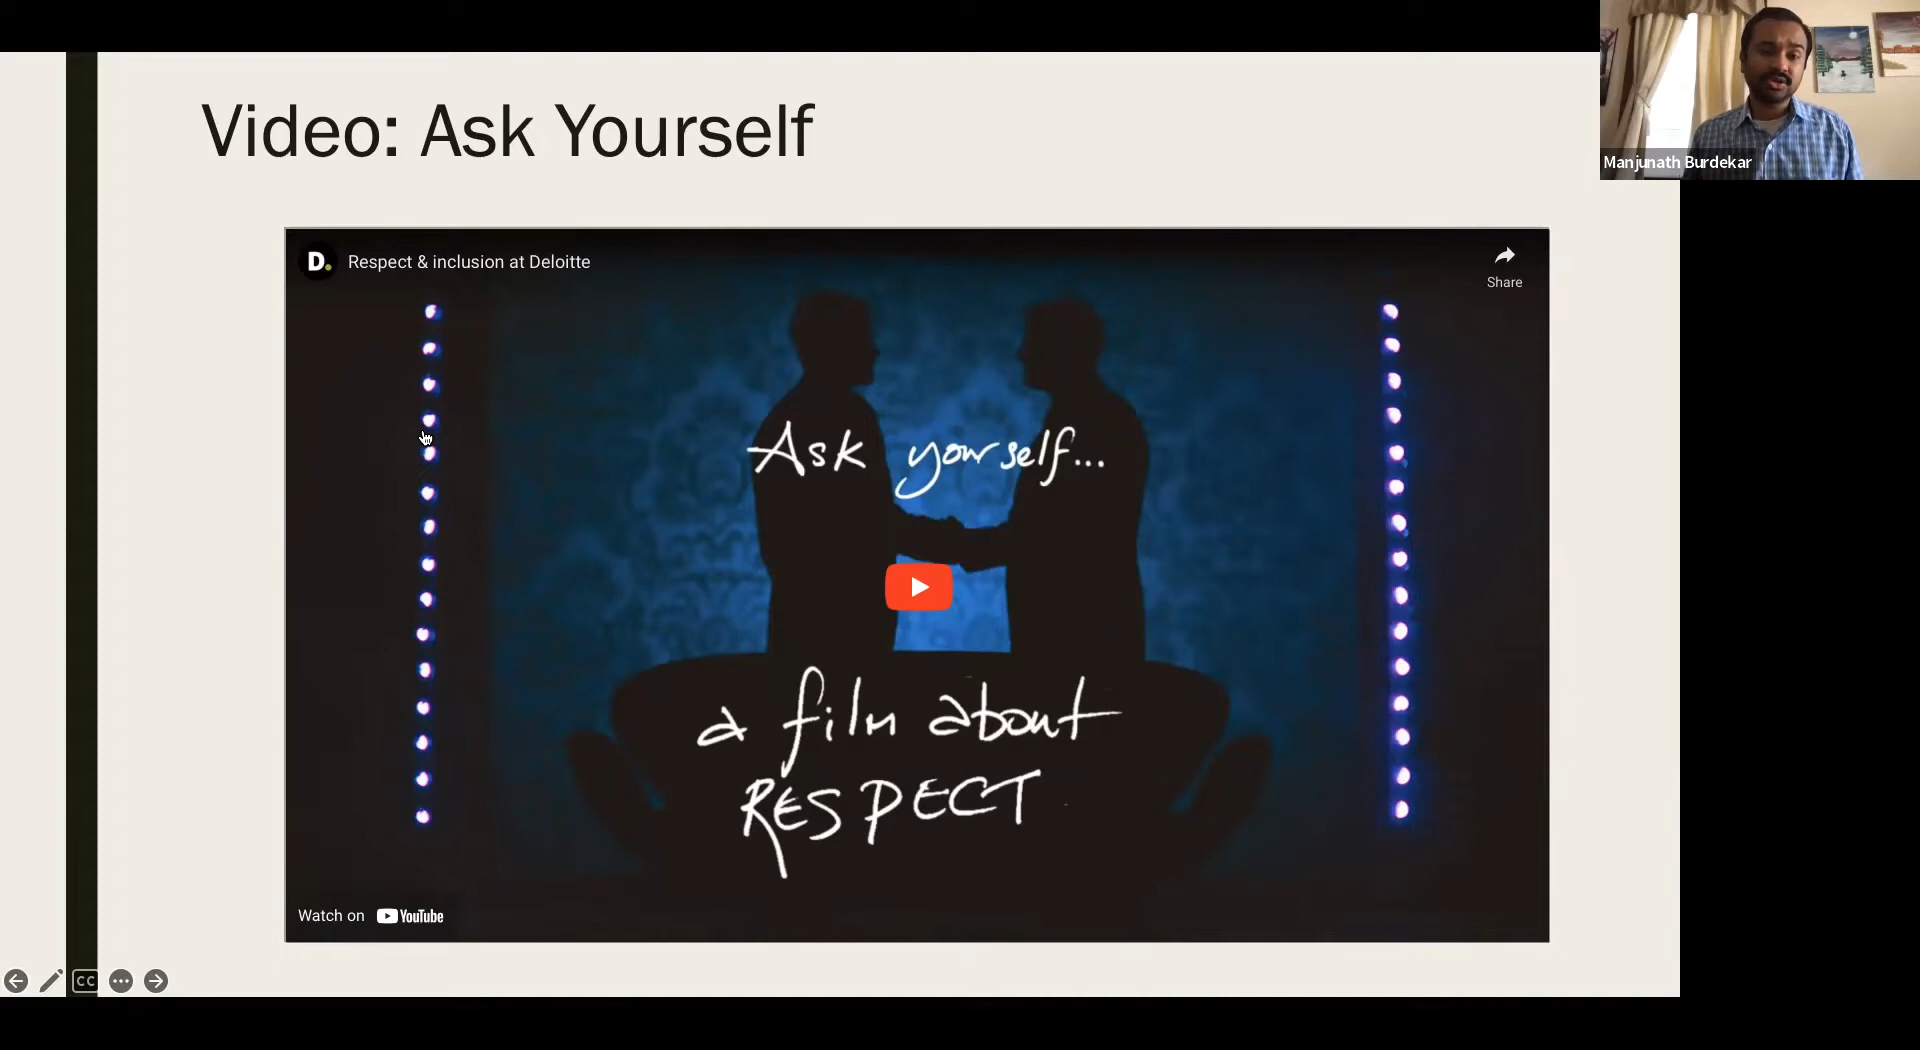 Video: Ask Yourself
Manjunath Burdekar
D.
Respect & inclusion at Deloitte
Share
Ask yourself...
a film about
RESPECT
Watch on YouTube
CC